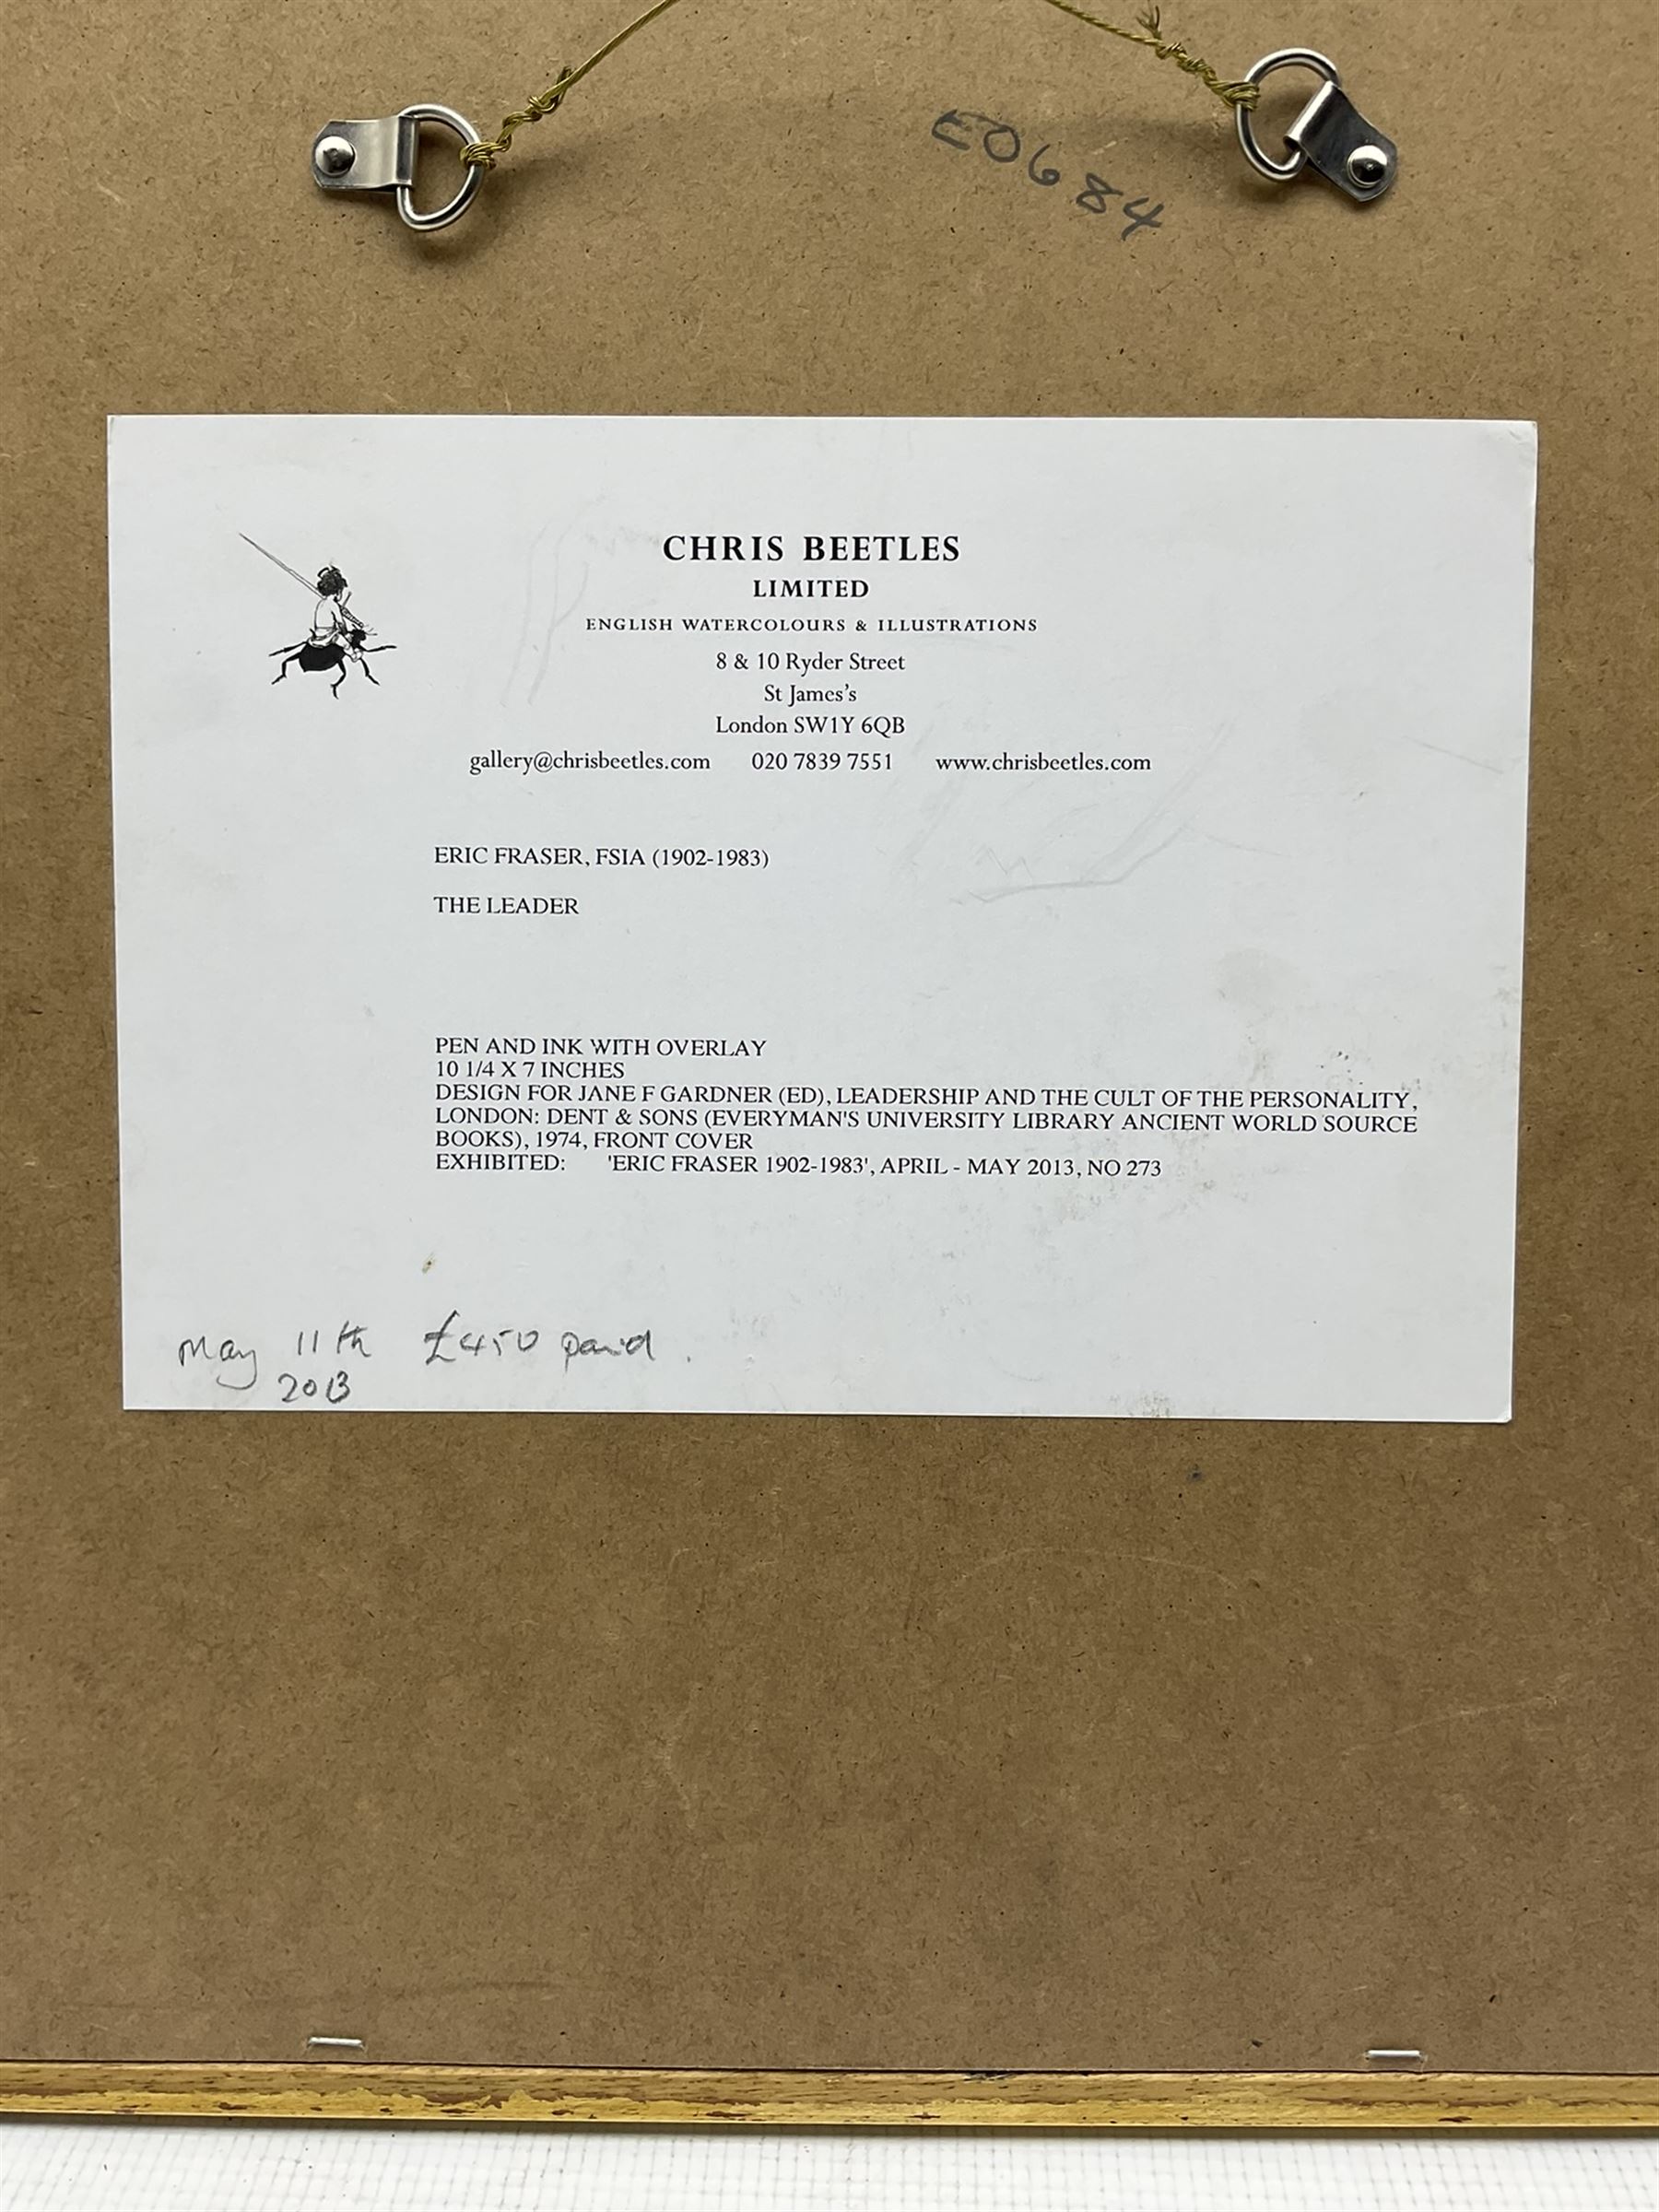 E0684
CHRIS BEETLES
LIMITED
ENGLISH WATERCOLOURS & ILLUSTRATIONS
8 & 10 Ryder Street
St James's
London SW1Y 6QB
gallery@chrisbeetles.com 020 7839 7551 www.chrisbeetles.com
ERIC FRASER, FSIA (1902-1983)
THE LEADER
PEN AND INK WITH OVERLAY
10 1/4 X 7 INCHES
DESIGN FOR JANE F GARDNER (ED), LEADERSHIP AND THE CULT OF THE PERSONALITY,
LONDON: DENT & SONS (EVERYMAN'S UNIVERSITY LIBRARY ANCIENT WORLD SOURCE
BOOKS), 1974, FRONT COVER
EXHIBITED: 'ERIC FRASER 1902-1983', APRIL - MAY 2013, NO 273
May 11th £450 paid.
2013